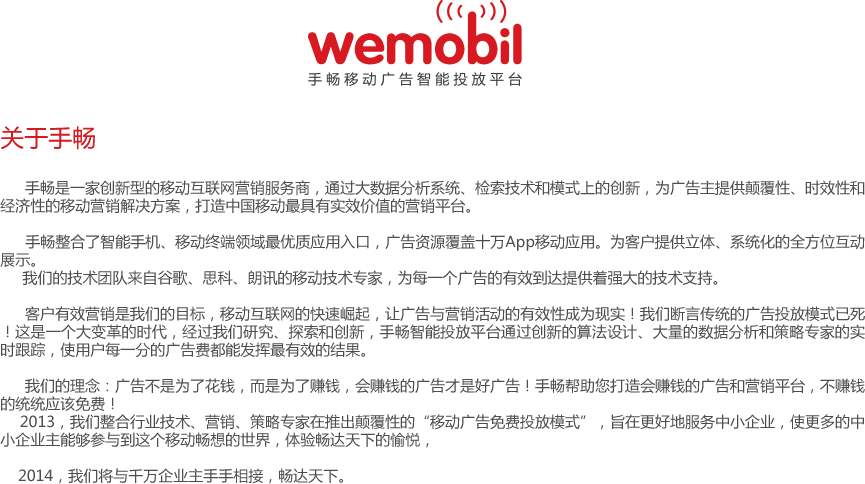 wemobil
手畅移动广告智能投放平台
关于手畅
手畅是一家创新型的移动互联网营销服务商，通过大数据分析系统、检索技术和模式上的创新，为广告主提供颠覆性、时效性和
经济性的移动营销解决方案，打造中国移动最具有实效价值的营销平台。
手畅整合了智能手机、移动终端领域最优质应用入口，广告资源覆盖十万App移动应用。为客户提供立体、系统化的全方位互动
展示。
我们的技术团队来自谷歌、思科、朗讯的移动技术专家，为每一个广告的有效到达提供着强大的技术支持。
客户有效营销是我们的目标，移动互联网的快速崛起，让广告与营销活动的有效性成为现实！我们断言传统的广告投放模式已死
！这是一个大变革的时代，经过我们研究、探索和创新，手畅智能投放平台通过创新的算法设计、大量的数据分析和策略专家的实
时跟踪，使用户每一分的广告费都能发挥最有效的结果。
我们的理念：广告不是为了花钱，而是为了赚钱，会赚钱的广告才是好广告！手畅帮助您打造会赚钱的广告和营销平台，不赚钱
的统统应该免费！
2013，我们整合行业技术、营销、策略专家在推出颠覆性的“移动广告免费投放模式”，旨在更好地服务中小企业，使更多的中
小企业主能够参与到这个移动畅想的世界，体验畅达天下的愉悦，
2014，我们将与千万企业主手手相接，畅达天下。